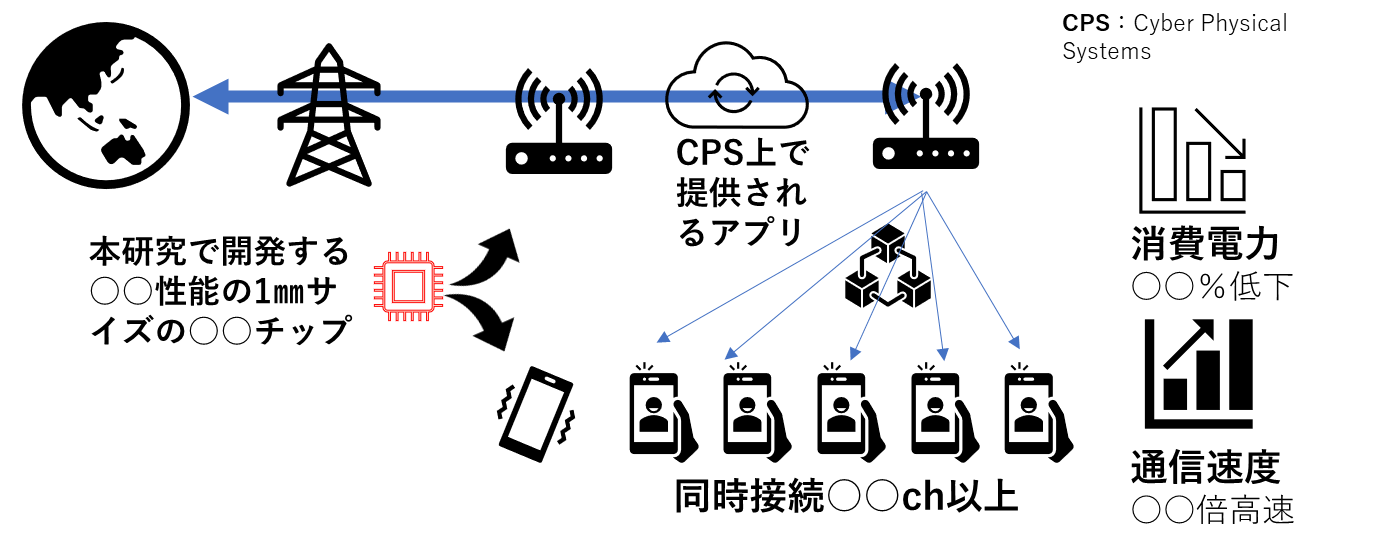 CPS：Cyber Physical
Systems
CPS上で
提供され
るアプリ
本研究で開発する
○○性能の1㎜サ
イズの○○チップ
消費電力
○○％低下
通信速度
○○倍高速
同時接続○○ch以上